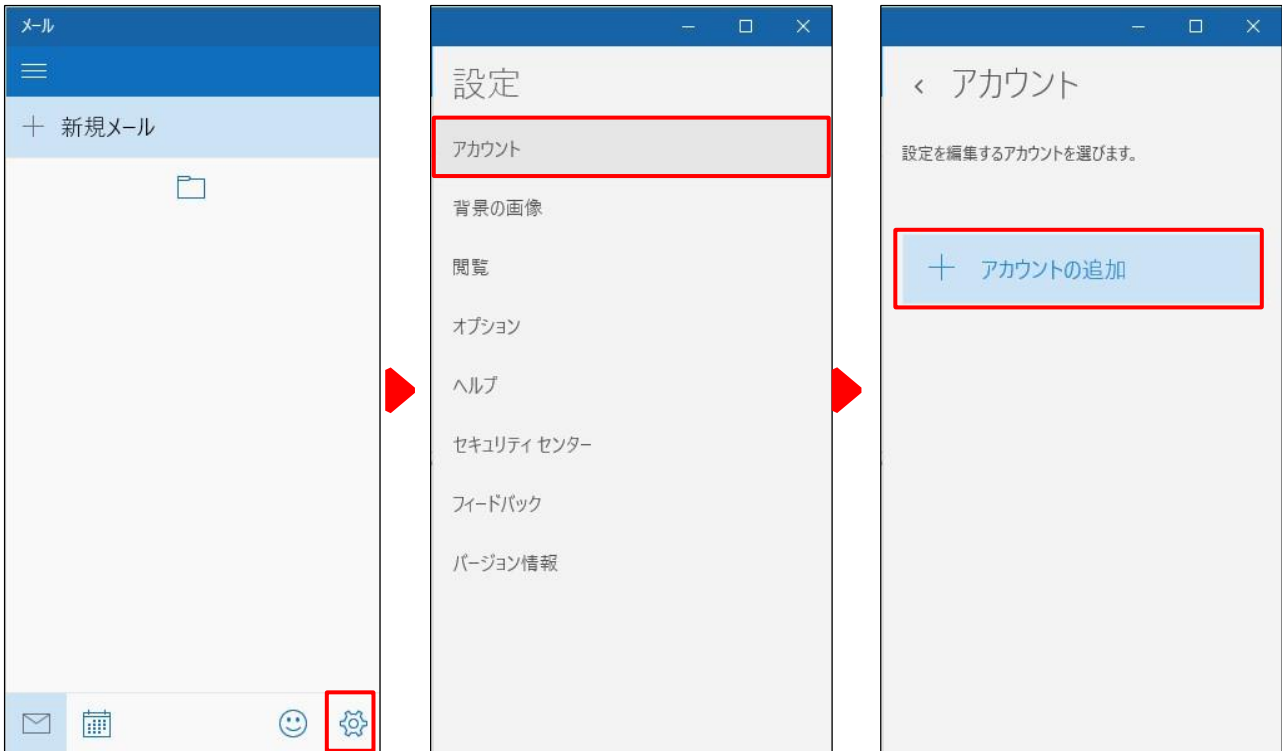 メール
新規メール
設定
アカウント
背景の画像
閲覧
オプション
ヘルプ
セキュリティ センター
フィードバック
バージョン情報
アカウント
設定を編集するアカウントを選びます。
アカウントの追加